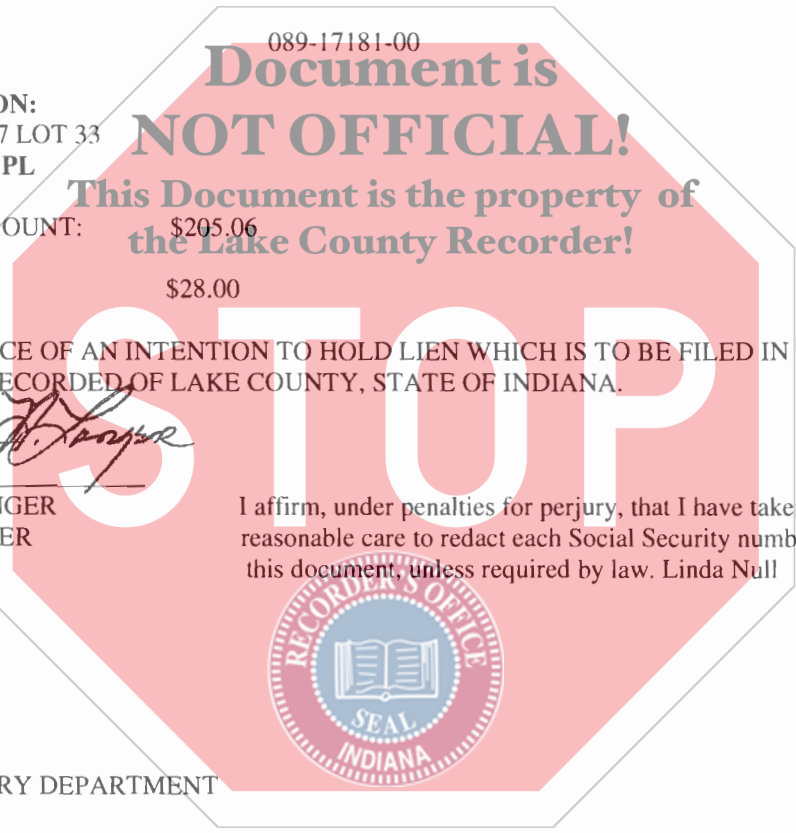 089-17181-00
Document is
ON:
7 LOT 33
NOT OFFICIAL!
PL
This Document is the property of
OUNT: $205.06
the Lake County Recorder!
$28.00
STOP
CE OF AN INTENTION TO HOLD LIEN WHICH IS TO BE FILED IN
ECORDED OF LAKE COUNTY, STATE OF INDIANA.
NGER
ER
I affirm, under penalties for perjury, that I have take
reasonable care to redact each Social Security numb
this document, unless required by law. Linda Null
RECORDER'S OFFICE
SEAL
INDIANA
RY DEPARTMENT